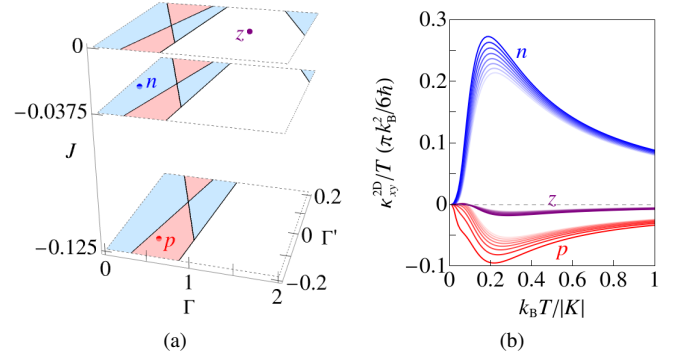 0
−0.0375
J
−0.125
z
n
p
0.2
0
Γ'
−0.2
0
1
2
Γ
(a)
κ_xy^2D/T (πk_B^2/6ħ)
0.3
0.2
0.1
0
−0.1
n
z
p
0
0.2
0.4
0.6
0.8
1
k_BT/|K|
(b)